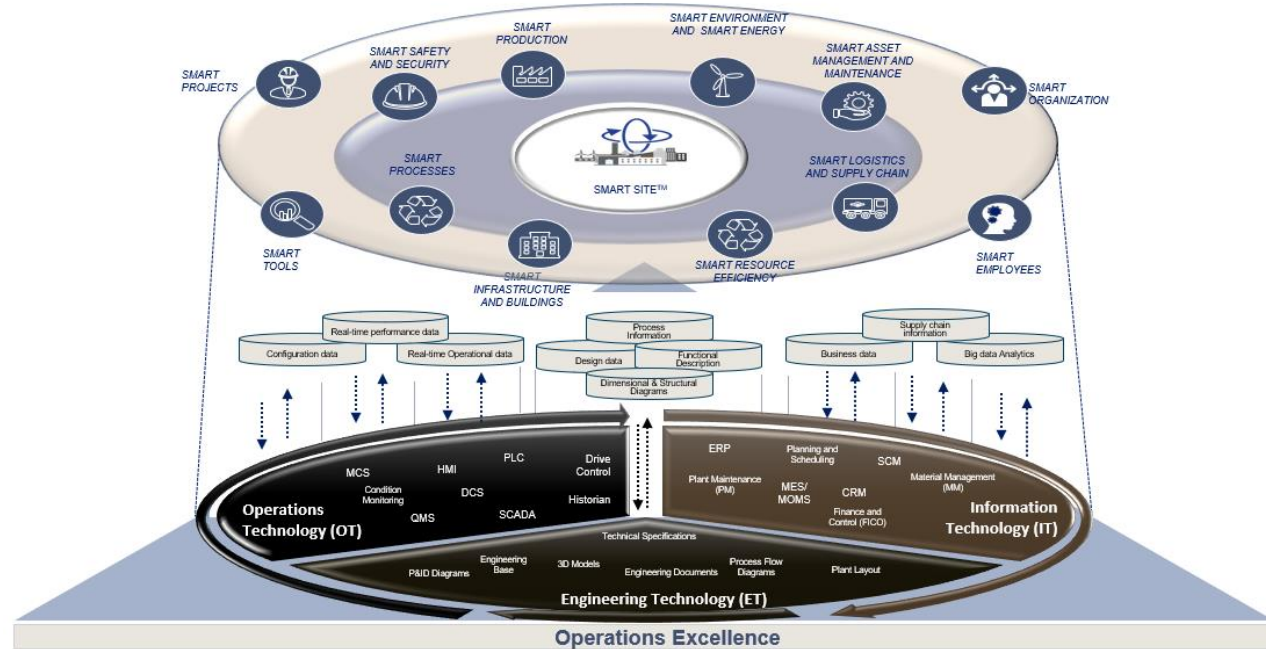 SMART
PROJECTS
SMART SAFETY
AND SECURITY
SMART
PRODUCTION
SMART ENVIRONMENT
AND SMART ENERGY
SMART ASSET
MANAGEMENT AND
MAINTENANCE
SMART
ORGANIZATION
SMART
PROCESSES
SMART SITE™
SMART LOGISTICS
AND SUPPLY CHAIN
SMART
TOOLS
SMART
INFRASTRUCTURE
AND BUILDINGS
SMART RESOURCE
EFFICIENCY
SMART
EMPLOYEES
Real-time performance data
Configuration data
Real-time Operational data
Process
Information
Design data
Functional
Description
Dimensional & Structural
Diagrams
Supply chain
information
Business data
Big data Analytics
MCS
HMI
PLC
Drive
Control
Condition
Monitoring
DCS
Historian
QMS
SCADA
Operations
Technology (OT)
ERP
Planning and
Scheduling
SCM
Plant Maintenance
(PM)
MES/
MOMS
CRM
Material Management
(MM)
Finance and
Control (FICO)
Information
Technology (IT)
Technical Specifications
P&ID Diagrams
Engineering
Base
3D Models
Engineering Documents
Process Flow
Diagrams
Plant Layout
Engineering Technology (ET)
Operations Excellence